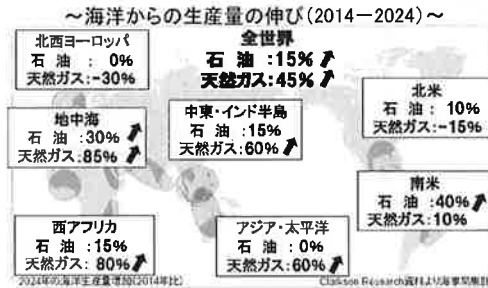 ～海洋からの生産量の伸び(2014－2024)～
北西ヨーロッパ
石　油　：　0%
天然ガス：-30%
全世界
石　油　：15%
天然ガス：45%
地中海
石　油　：30%
天然ガス：85%
中東・インド半島
石　油　：15%
天然ガス：60%
北米
石　油：　10%
天然ガス：-15%
南米
石　油：40%
天然ガス：10%
西アフリカ
石　油：15%
天然ガス：80%
アジア・太平洋
石　油　：　0%
天然ガス：60%
2024年の海洋生産量増加(2014年比)
Clarkson Research資料より海事局集計